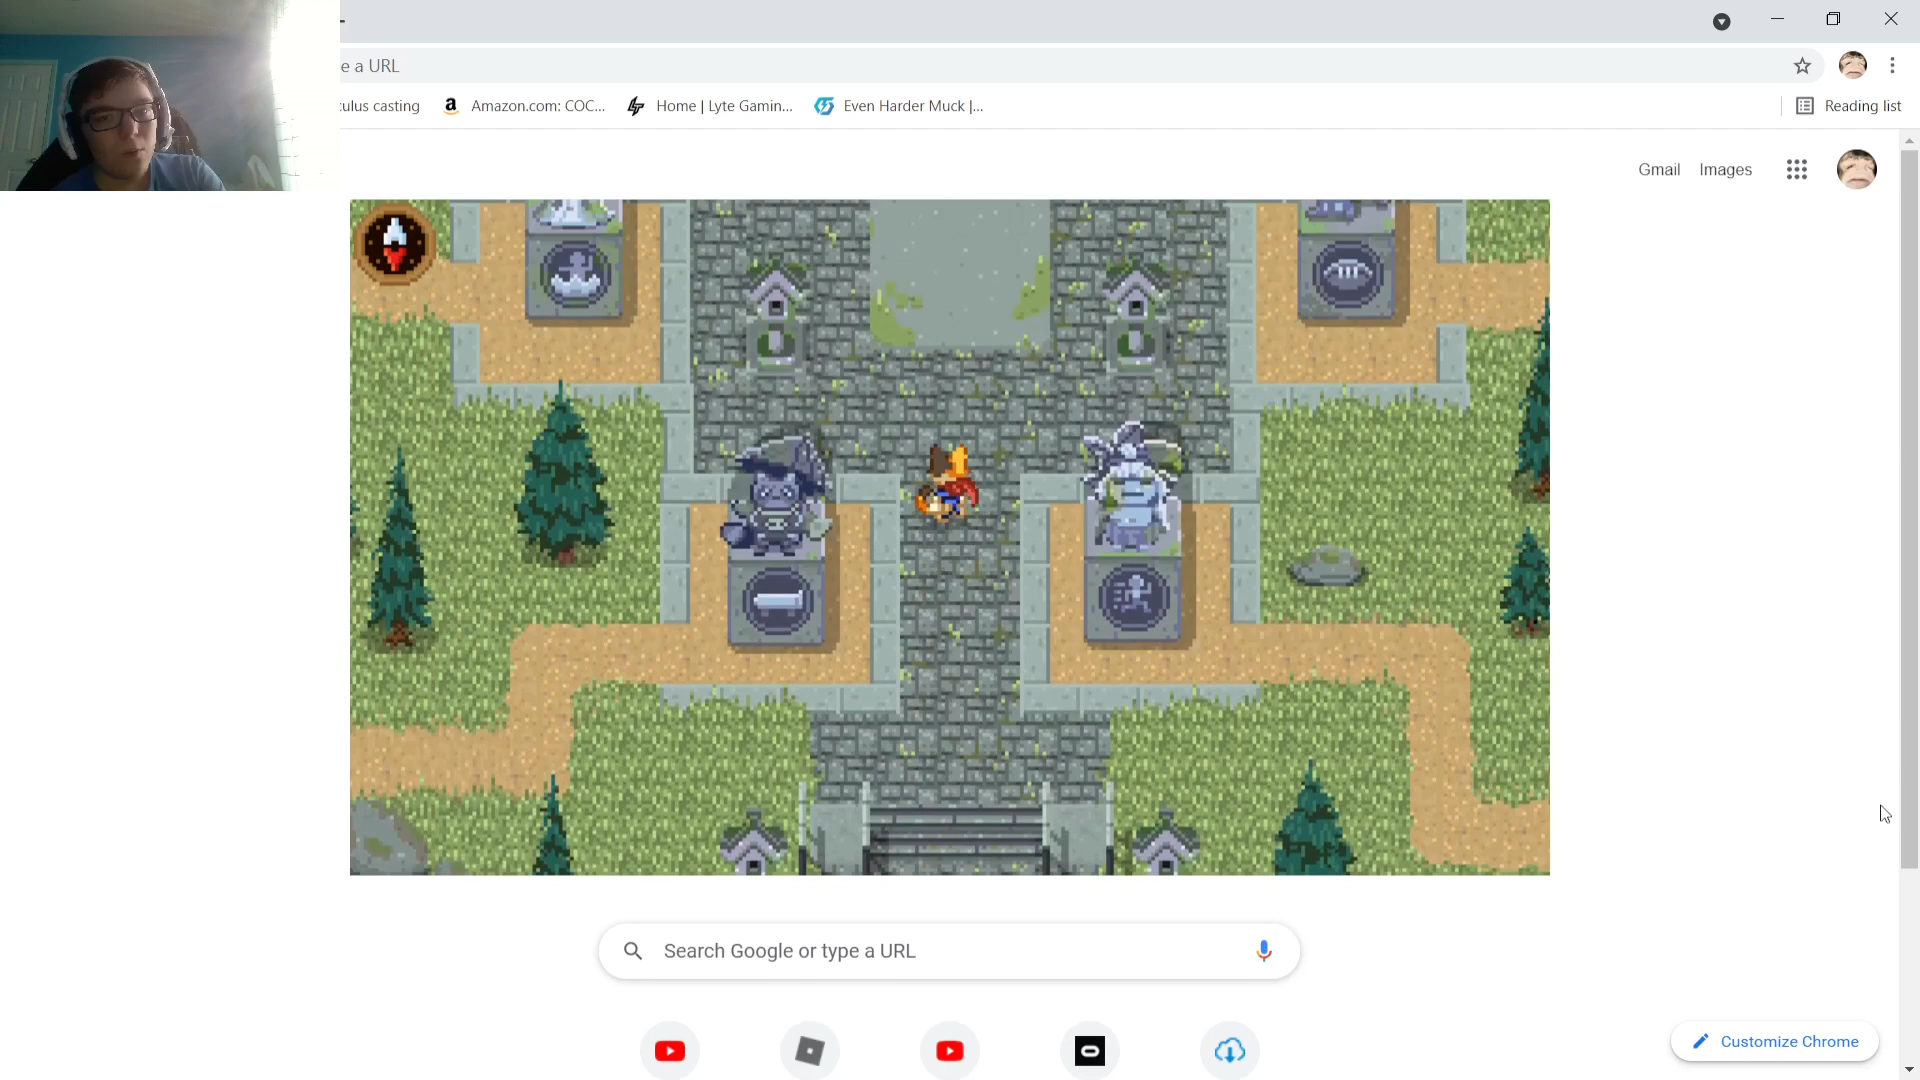 e a URL
culus casting
Amazon.com: COC...
Home | Lyte Gamin...
Even Harder Muck |...
Reading list
Gmail
Images
Search Google or type a URL
Customize Chrome